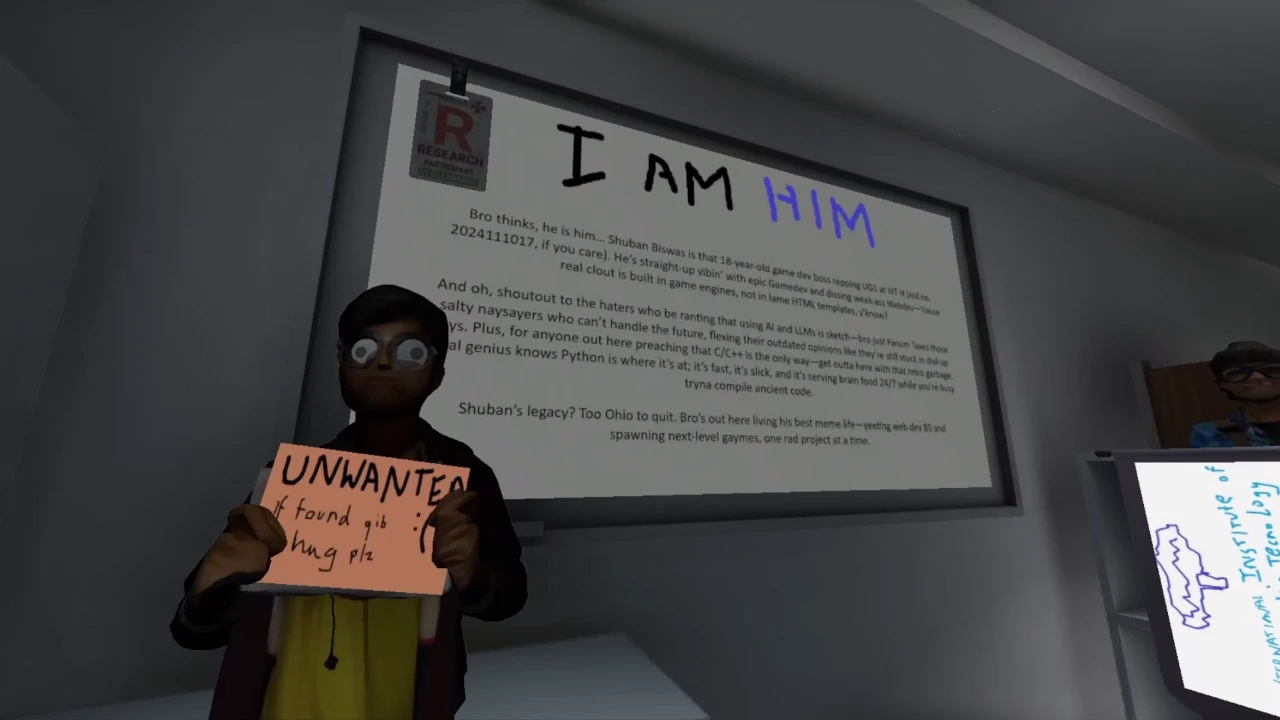 R
RESEARCH
PARTICIPANT
I AM HIM
Bro thinks, he is him... Shuban Biswas is that 18-year-old game dev boss repping UG1 at IIIT H (roll no.
2024111017, if you care). He's straight-up vibin' with epic Gamedev and dissing weak-ass Webdev—'cause
real clout is built in game engines, not in lame HTML templates, y'know?
And oh, shoutout to the haters who be ranting that using AI and LLMs is sketch—bro just Fanum Taxes those
salty naysayers who can't handle the future, flexing their outdated opinions like they're still stuck in dial-up
ys. Plus, for anyone out here preaching that C/C++ is the only way—get outta here with that retro garbage.
al genius knows Python is where it's at; it's fast, it's slick, and it's serving brain food 24/7 while you're busy
tryna compile ancient code.
Shuban's legacy? Too Ohio to quit. Bro's out here living his best meme life—yeeting web dev BS and
spawning next-level gaymes, one rad project at a time.
UNWANTED
if found gib :(
hug plz
INSTITUTE of